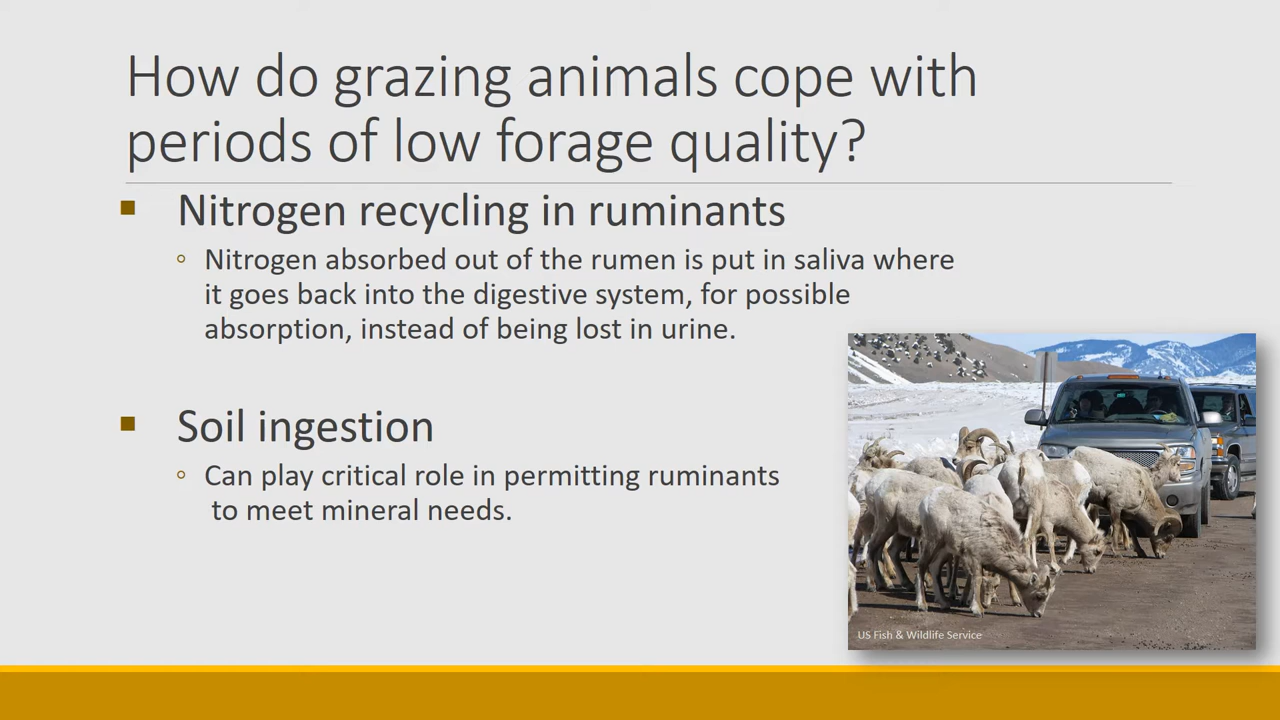 How do grazing animals cope with
periods of low forage quality?
Nitrogen recycling in ruminants
Nitrogen absorbed out of the rumen is put in saliva where
it goes back into the digestive system, for possible
absorption, instead of being lost in urine.
Soil ingestion
Can play critical role in permitting ruminants
to meet mineral needs.
US Fish & Wildlife Service